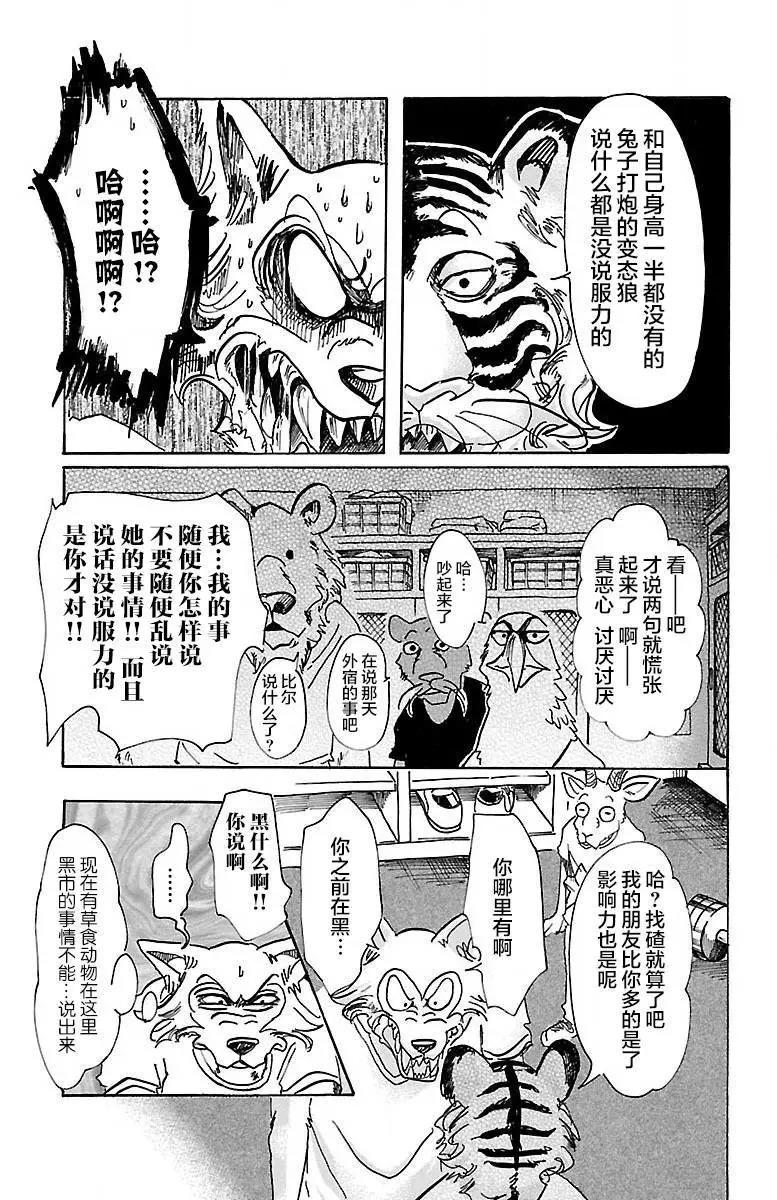 和自己身高一半都没有的
兔子打炮的变态狼
说什么都是没说服力的
……哈!?
哈啊啊啊!?
看——吧
才说两句就慌张
起来了 啊——
真恶心 讨厌讨厌
哈…
吵起来了
在说那天
外宿的事吧
比尔
说什么了?
我…我的事
随便你怎样说
不要随便乱说
她的事情!! 而且
说话没说服力的
是你才对!!
哈?找碴就算了吧
我的朋友比你多的是了
影响力也是呢
你哪里有
啊
你之前在黑…
黑什么啊!!
你说啊
……
现在有草食动物在这里
黑市的事情不能…说出来